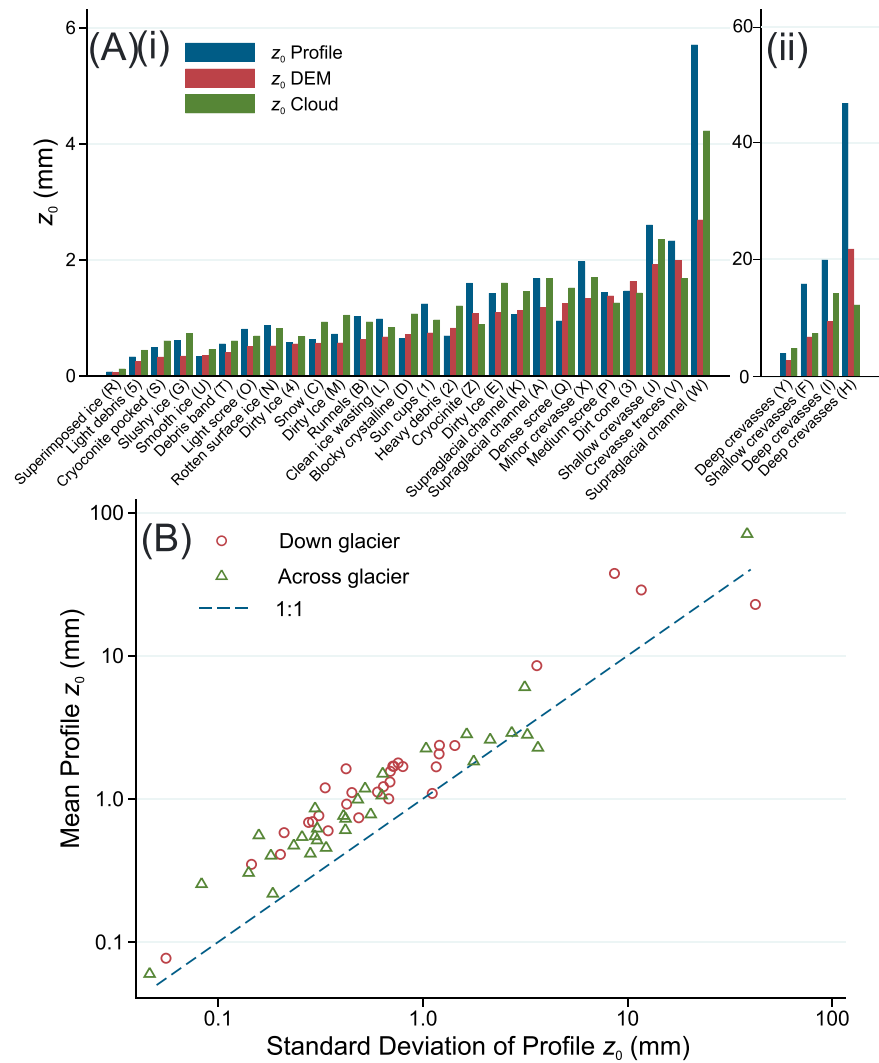 (A)(i)
(ii)
z0 Profile
z0 DEM
z0 Cloud
z0 (mm)
6
4
2
0
60
40
20
0
Superimposed ice (R)
Light debris (5)
Cryoconite pocked (S)
Slushy ice (G)
Smooth ice (U)
Debris band (T)
Light scree (O)
Rotten surface ice (N)
Dirty Ice (4)
Snow (C)
Dirty Ice (M)
Runnels (B)
Clean Ice wasting (L)
Blocky crystalline (D)
Sun cups (1)
Heavy debris (2)
Cryocinite (Z)
Dirty Ice (E)
Supraglacial channel (K)
Supraglacial channel (A)
Dense scree (Q)
Minor crevasse (X)
Medium scree (P)
Dirt cone (3)
Shallow crevasse (J)
Crevasse traces (V)
Supraglacial channel (W)
Deep crevasses (Y)
Shallow crevasses (F)
Deep crevasses (I)
Deep crevasses (H)
(B)
Down glacier
Across glacier
1:1
Mean Profile z0 (mm)
100
10
1.0
0.1
0.1
1.0
10
100
Standard Deviation of Profile z0 (mm)